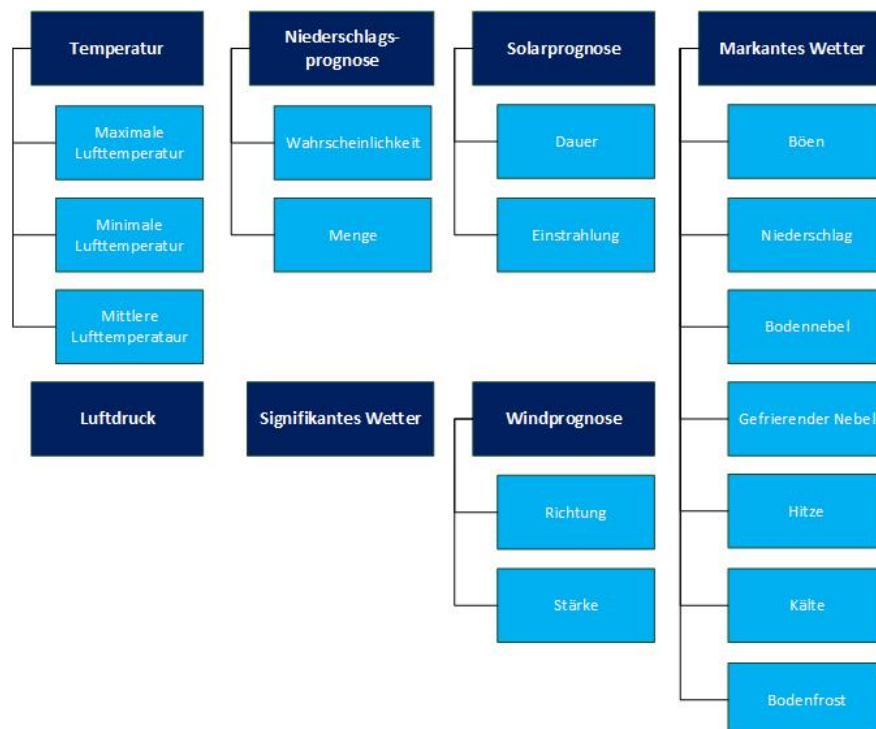 Temperatur
Maximale
Lufttemperatur
Minimale
Lufttemperatur
Mittlere
Lufttemperataur
Niederschlags-
prognose
Wahrscheinlichkeit
Menge
Solarprognose
Dauer
Einstrahlung
Markantes Wetter
Böen
Niederschlag
Bodennebel
Gefrierender Nebel
Hitze
Kälte
Bodenfrost
Luftdruck
Signifikantes Wetter
Windprognose
Richtung
Stärke